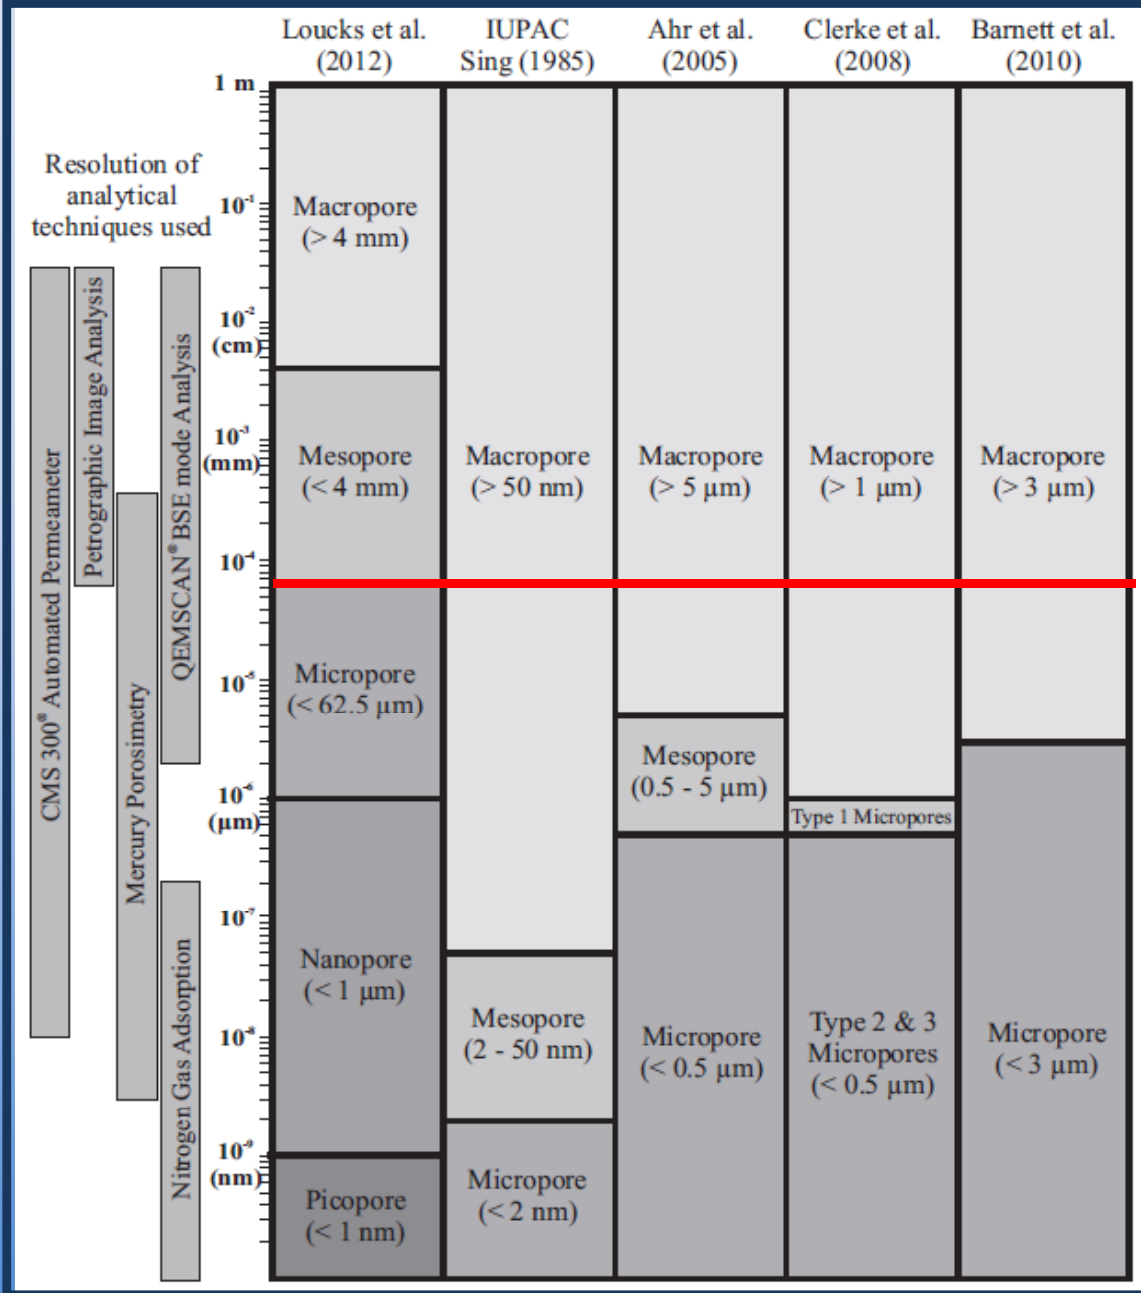 Loucks et al.
(2012)
IUPAC
Sing (1985)
Ahr et al.
(2005)
Clerke et al.
(2008)
Barnett et al.
(2010)
Resolution of
analytical
techniques used
CMS 300® Automated Permeameter
Petrographic Image Analysis
Mercury Porosimetry
QEMSCAN® BSE mode Analysis
Nitrogen Gas Adsorption
1 m
10⁻¹
10⁻²
(cm)
10⁻³
(mm)
10⁻⁴
10⁻⁵
10⁻⁶
(µm)
10⁻⁷
10⁻⁸
10⁻⁹
(nm)
Macropore
(> 4 mm)
Mesopore
(< 4 mm)
Micropore
(< 62.5 µm)
Nanopore
(< 1 µm)
Picopore
(< 1 nm)
Macropore
(> 50 nm)
Mesopore
(2 - 50 nm)
Micropore
(< 2 nm)
Macropore
(> 5 µm)
Mesopore
(0.5 - 5 µm)
Micropore
(< 0.5 µm)
Macropore
(> 1 µm)
Type 1 Micropores
Type 2 & 3
Micropores
(< 0.5 µm)
Macropore
(> 3 µm)
Micropore
(< 3 µm)